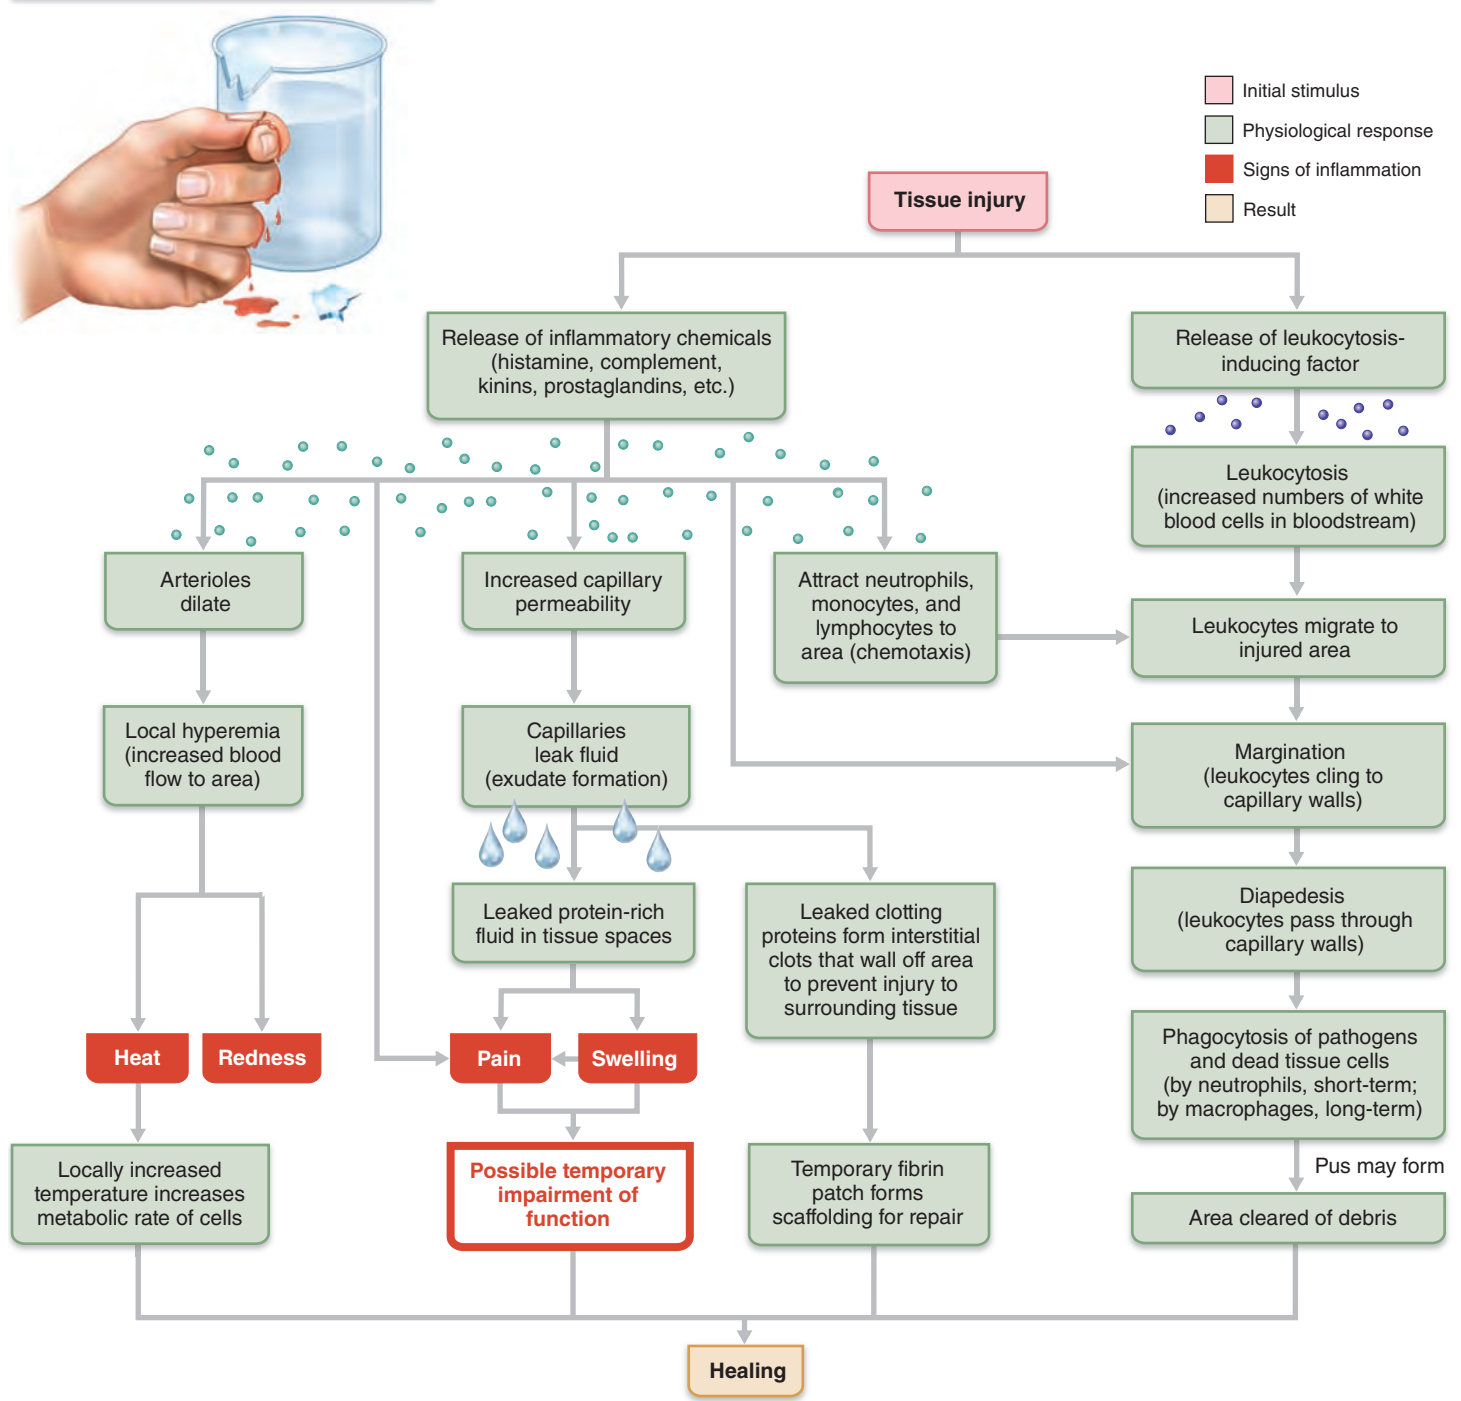 Initial stimulus
Physiological response
Signs of inflammation
Result
Tissue injury
Release of inflammatory chemicals
(histamine, complement,
kinins, prostaglandins, etc.)
Release of leukocytosis-
inducing factor
Leukocytosis
(increased numbers of white
blood cells in bloodstream)
Arterioles
dilate
Increased capillary
permeability
Attract neutrophils,
monocytes, and
lymphocytes to
area (chemotaxis)
Leukocytes migrate to
injured area
Local hyperemia
(increased blood
flow to area)
Capillaries
leak fluid
(exudate formation)
Margination
(leukocytes cling to
capillary walls)
Leaked protein-rich
fluid in tissue spaces
Leaked clotting
proteins form interstitial
clots that wall off area
to prevent injury to
surrounding tissue
Diapedesis
(leukocytes pass through
capillary walls)
Heat
Redness
Pain
Swelling
Phagocytosis of pathogens
and dead tissue cells
(by neutrophils, short-term;
by macrophages, long-term)
Pus may form
Locally increased
temperature increases
metabolic rate of cells
Possible temporary
impairment of
function
Temporary fibrin
patch forms
scaffolding for repair
Area cleared of debris
Healing